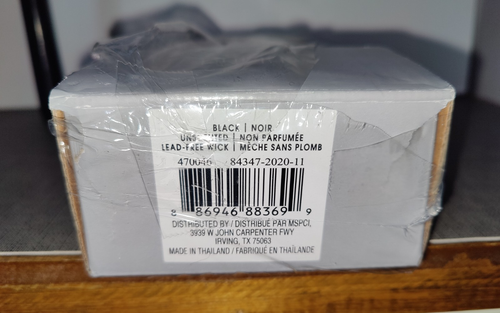 BLACK | NOIR
UNSCENTED | NON PARFUMÉE
LEAD-FREE WICK | MÈCHE SANS PLOMB
84347-2020-11
8 86946 88369 9
DISTRIBUTED BY / DISTRIBUÉ PAR MSPCI,
3939 W JOHN CARPENTER FWY
IRVING, TX 75063
MADE IN THAILAND / FABRIQUÉ EN THAÏLANDE